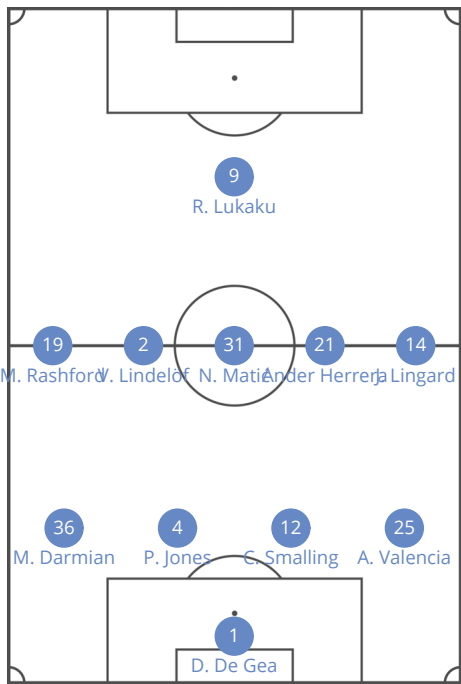 9
R. Lukaku
19 2 31 21 14
M. Rashford V. Lindelöf N. Matić Ander Herrera J. Lingard
36 4 12 25
M. Darmian P. Jones C. Smalling A. Valencia
1
D. De Gea